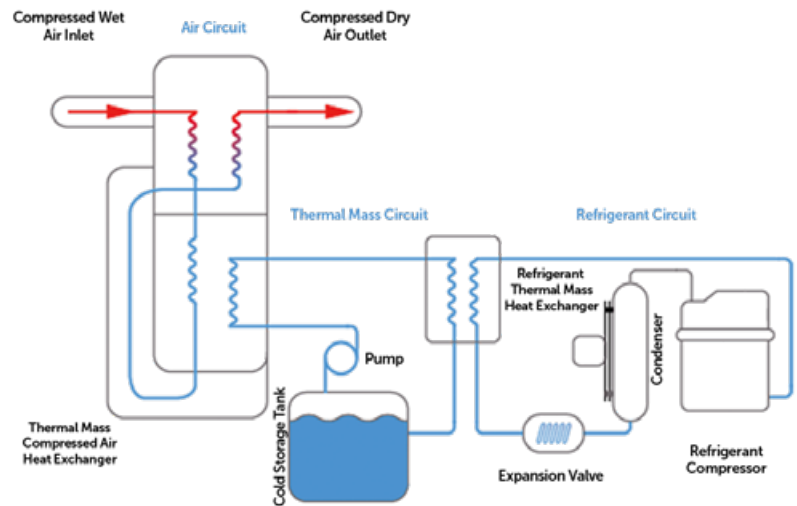 Compressed Wet
Air Inlet
Air Circuit
Compressed Dry
Air Outlet
Thermal Mass Circuit
Refrigerant Circuit
Refrigerant
Thermal Mass
Heat Exchanger
Condenser
Pump
Cold Storage Tank
Thermal Mass
Compressed Air
Heat Exchanger
Expansion Valve
Refrigerant
Compressor